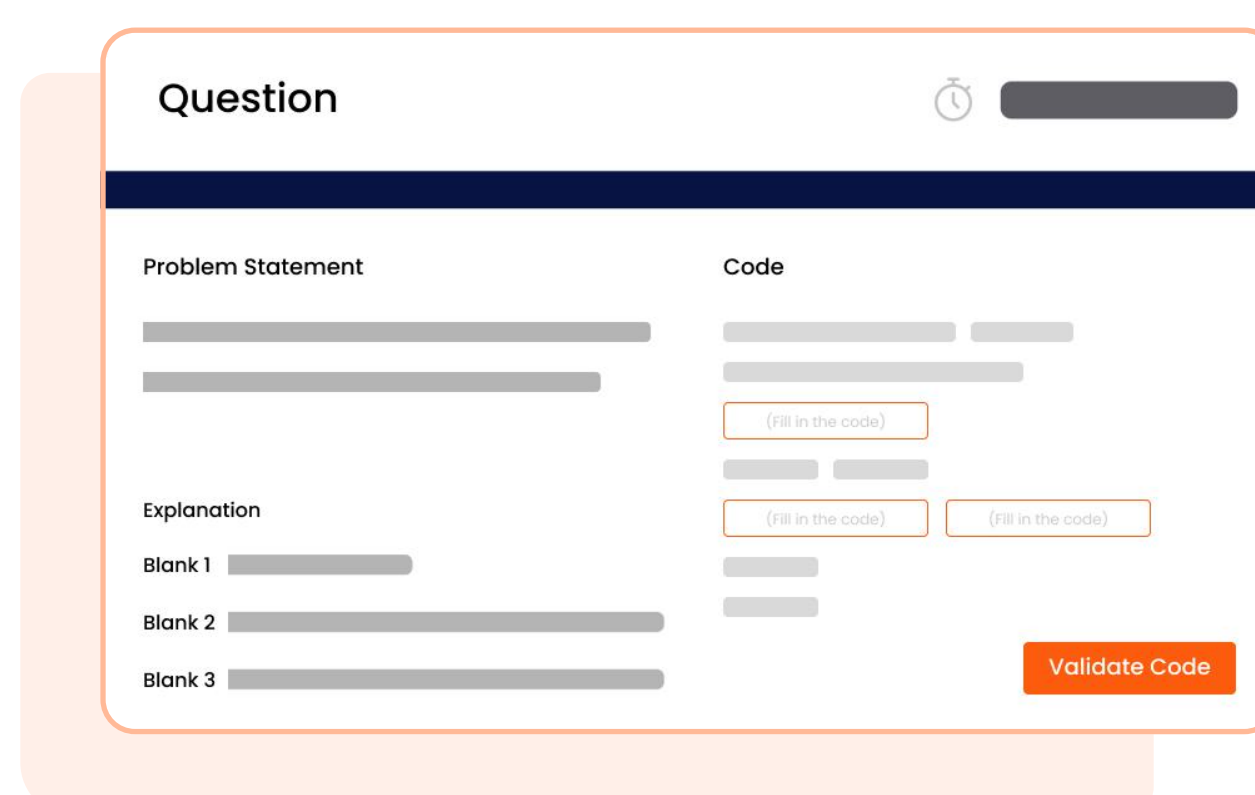 Question
Problem Statement
Explanation
Blank 1
Blank 2
Blank 3
Code
(Fill in the code)
(Fill in the code) (Fill in the code)
Validate Code